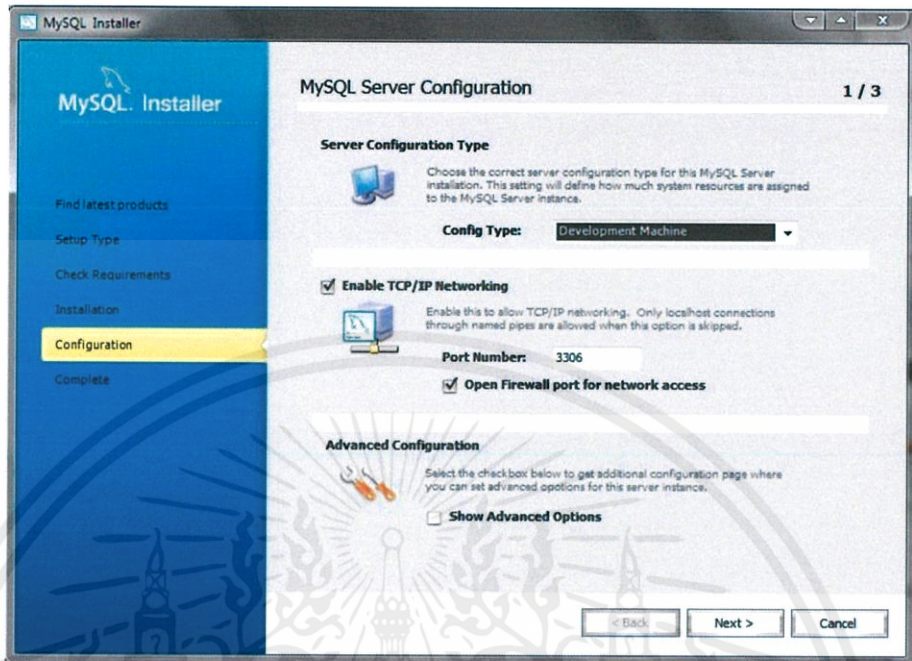 MySQL Installer
MySQL. Installer
Find latest products
Setup Type
Check Requirements
Installation
Configuration
Complete
MySQL Server Configuration
1 / 3
Server Configuration Type
Choose the correct server configuration type for this MySQL Server
installation. This setting will define how much system resources are assigned
to the MySQL Server instance.
Config Type:
Development Machine
Enable TCP/IP Networking
Enable this to allow TCP/IP networking. Only localhost connections
through named pipes are allowed when this option is skipped.
Port Number:
3306
Open Firewall port for network access
Advanced Configuration
Select the checkbox below to get additional configuration page where
you can set advanced opotions for this server instance.
Show Advanced Options
< Back
Next >
Cancel